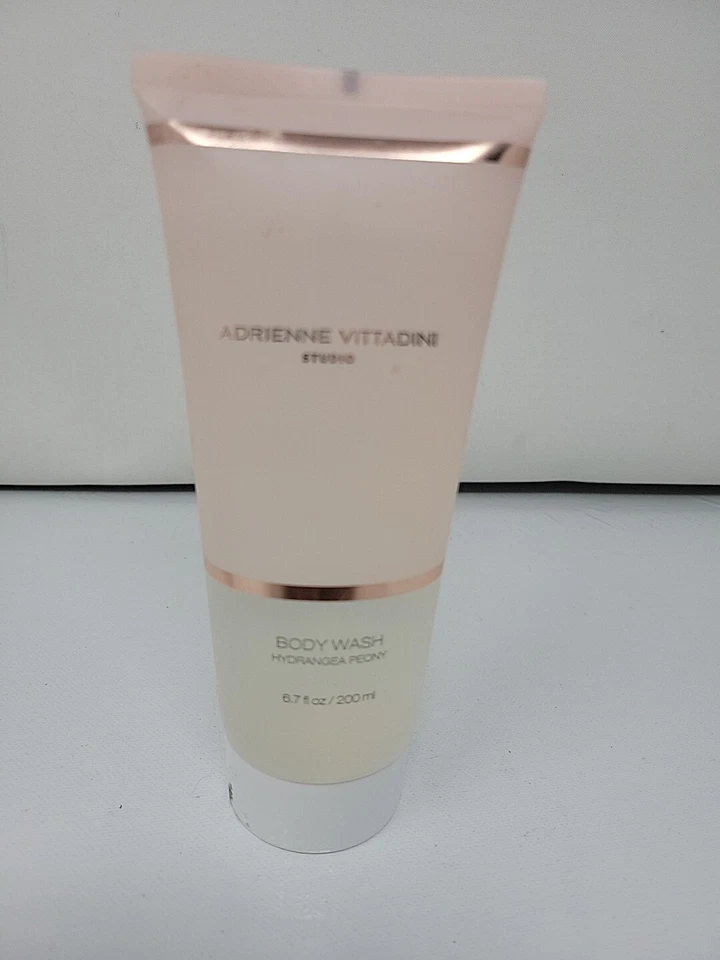 ADRIENNE VITTADINI
STUDIO
BODY WASH
HYDRANGEA PEONY
6.7 fl oz / 200 ml